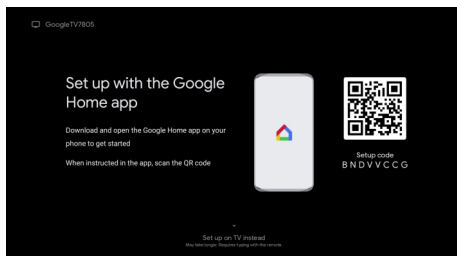 GoogleTV7805
Set up with the Google
Home app
Download and open the Google Home app on your
phone to get started
When instructed in the app, scan the QR code
Setup code
B N D V V C C G
Set up on TV instead
May take longer. Requires typing with the remote.